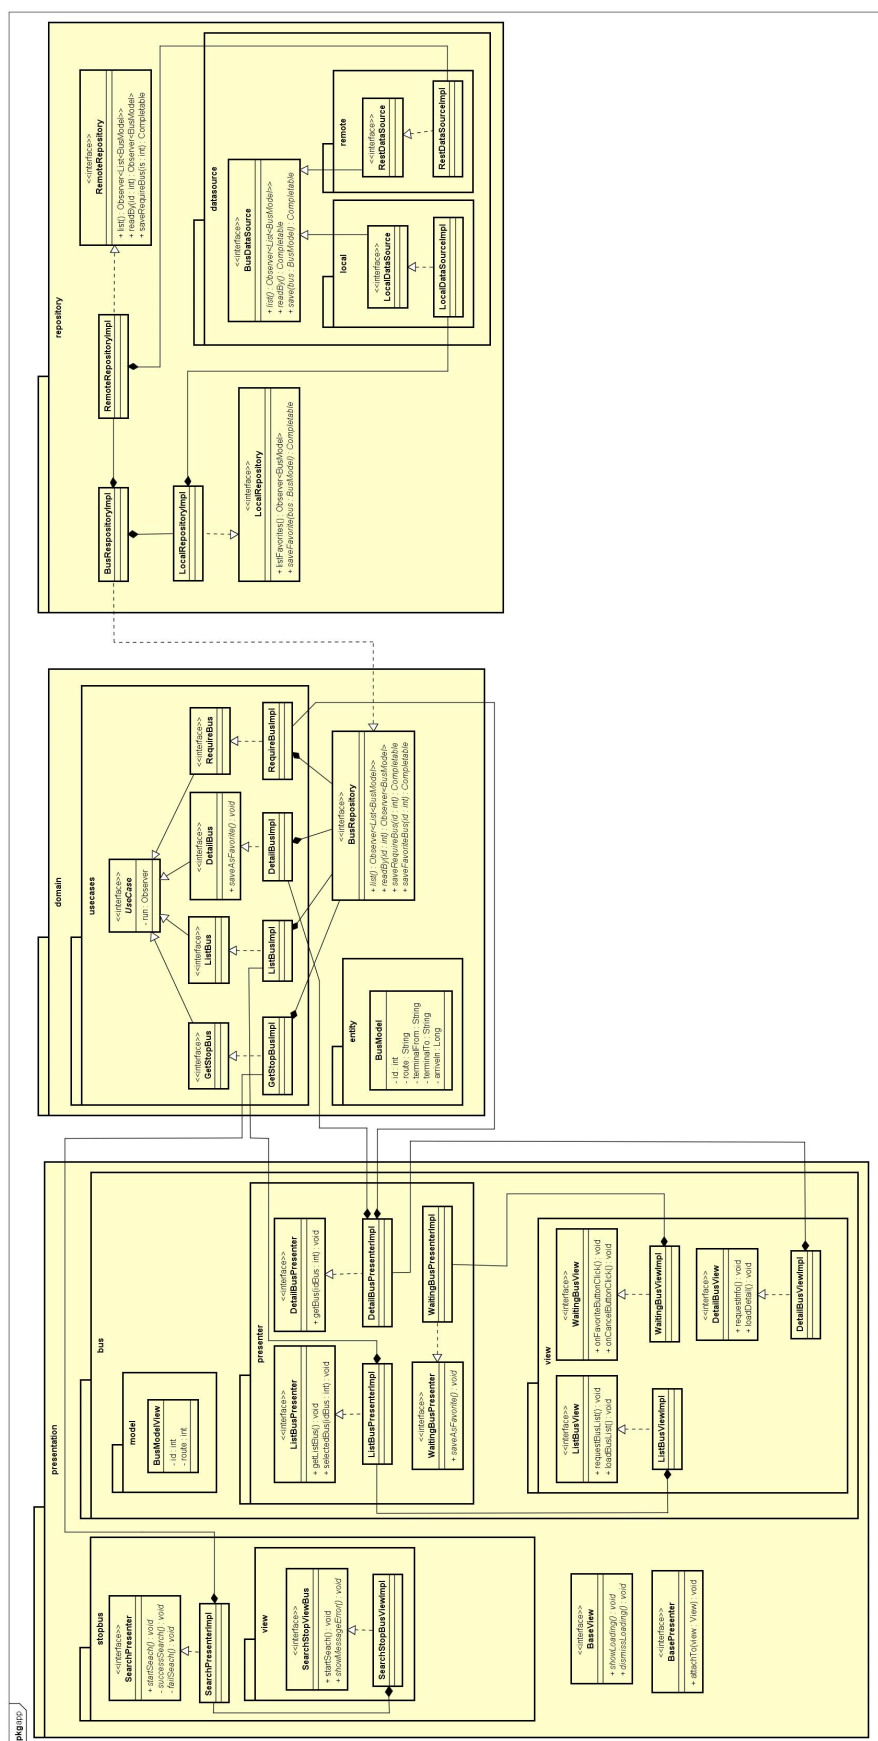 pkg app
presentation
stopbus
<<interface>>
SearchPresenter
+ startSeach() : void
- successSearch() : void
- failSeach() : void
SearchPresenterImpl
view
<<interface>>
SearchStopViewBus
+ startSeach() : void
+ showMessageError() : void
SearchStopBusViewImpl
<<interface>>
BaseView
+ showLoading() : void
+ dismissLoading() : void
<<interface>>
BasePresenter
+ attachTo(view : View) : void
bus
model
BusModelView
- id : int
- route : int
presenter
<<interface>>
ListBusPresenter
+ getListBus() : void
+ selectedBus(idBus : int) : void
ListBusPresenterImpl
<<interface>>
DetailBusPresenter
+ getBus(idBus : int) : void
DetailBusPresenterImpl
<<interface>>
WaitingBusPresenter
+ saveAsFavorite() : void
WaitingBusPresenterImpl
view
<<interface>>
ListBusView
+ requestBusList() : void
+ loadBusList() : void
ListBusViewImpl
<<interface>>
WaitingBusView
+ onFavoriteButtonClick() : void
+ onCancelButtonClick() : void
WaitingBusViewImpl
<<interface>>
DetailBusView
+ requestInfo() : void
+ loadDetail() : void
DetailBusViewImpl
domain
usecases
<<interface>>
UseCase
- run : Observer
<<interface>>
GetStopBus
<<interface>>
ListBus
<<interface>>
DetailBus
+ saveAsFavorite() : void
<<interface>>
RequireBus
GetStopBusImpl
ListBusImpl
DetailBusImpl
RequireBusImpl
entity
BusModel
- id : int
- route : String
- terminalFrom : String
- terminalTo : String
- arriveIn : Long
<<interface>>
BusRepository
+ list() : Observer<List<BusModel>>
+ readBy(id : int) : Observer<BusModel>
+ saveRequireBus(id : int) : Completable
+ saveFavoriteBus(id : int) : Completable
repository
BusRespositoryImpl
RemoteRepositoryImpl
<<interface>>
RemoteRepository
+ list() : Observer<List<BusModel>>
+ readBy(id : int) : Observer<BusModel>
+ saveRequireBus(is : int) : Completable
LocalRepositoryImpl
<<interface>>
LocalRepository
+ listFavorites() : Observer<BusModel>
+ saveFavorite(bus : BusModel) : Completable
datasource
<<interface>>
BusDataSource
+ list() : Observer<List<BusModel>>
+ readBy() : Completable
+ save(bus : BusModel) : Completable
local
<<interface>>
LocalDataSource
LocalDataSourceImpl
remote
<<interface>>
RestDataSource
RestDataSourceImpl